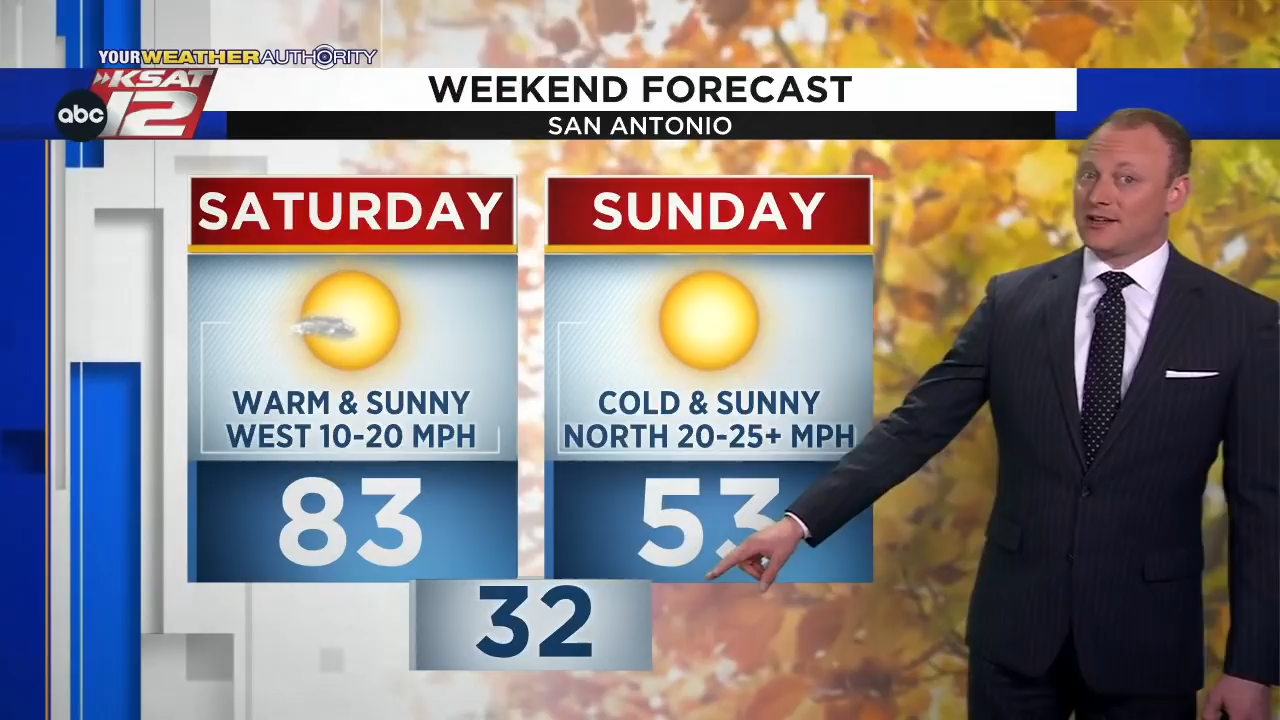 YOURWEATHERAUTHORITY
KSAT
abc
12
WEEKEND FORECAST
SAN ANTONIO
SATURDAY
WARM & SUNNY
WEST 10-20 MPH
83
SUNDAY
COLD & SUNNY
NORTH 20-25+ MPH
53
32